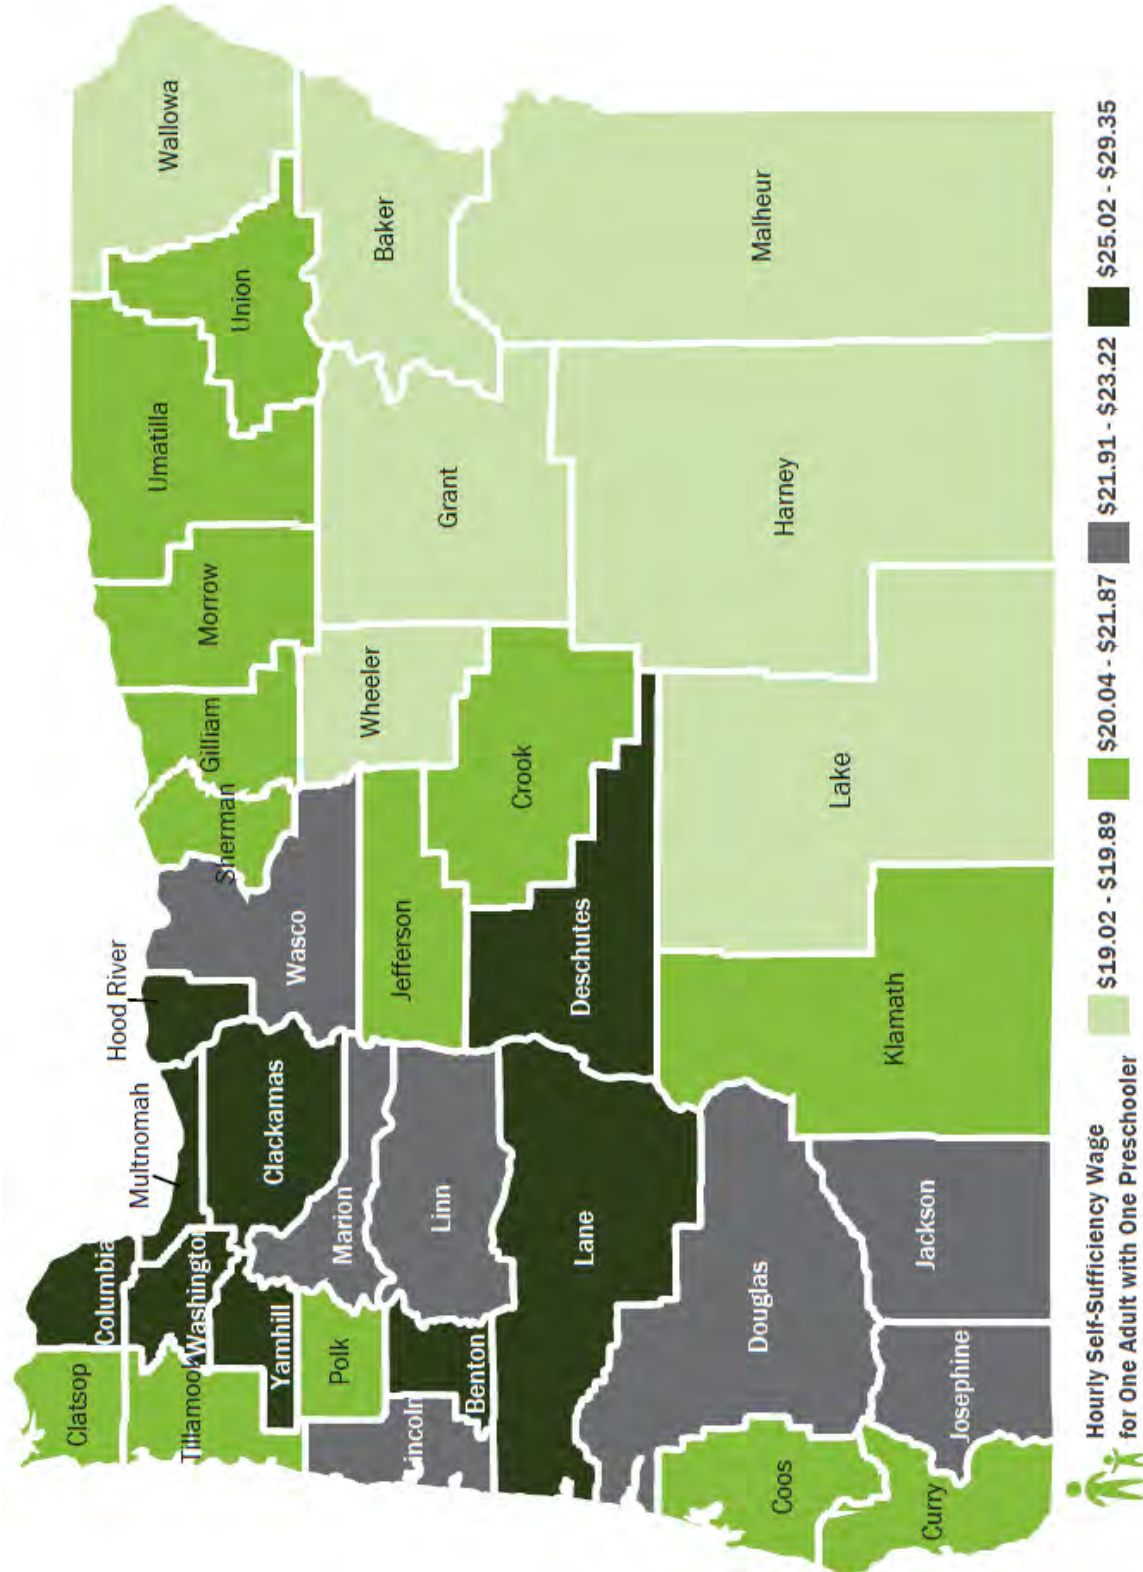 Wallowa
Umatilla
Union
Morrow
Gilliam
Sherman
Hood River
Multnomah
Columbia
Clatsop
Washington
Tillamook
Yamhill
Clackamas
Wasco
Wheeler
Grant
Baker
Polk
Marion
Jefferson
Lincoln
Benton
Linn
Crook
Deschutes
Lane
Malheur
Harney
Lake
Klamath
Douglas
Coos
Curry
Josephine
Jackson
Hourly Self-Sufficiency Wage
for One Adult with One Preschooler
$19.02 - $19.89
$20.04 - $21.87
$21.91 - $23.22
$25.02 - $29.35